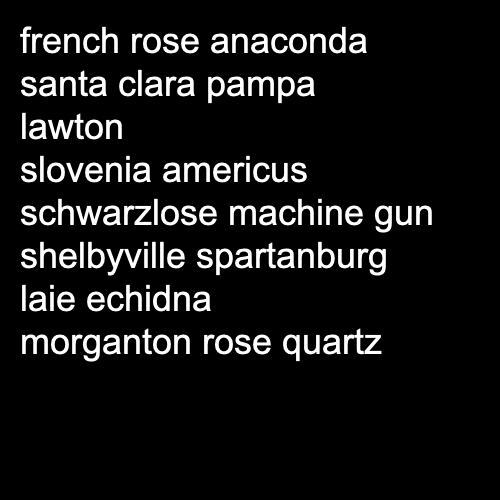 french rose anaconda
santa clara pampa
lawton
slovenia americus
schwarzlose machine gun
shelbyville spartanburg
laie echidna
morganton rose quartz